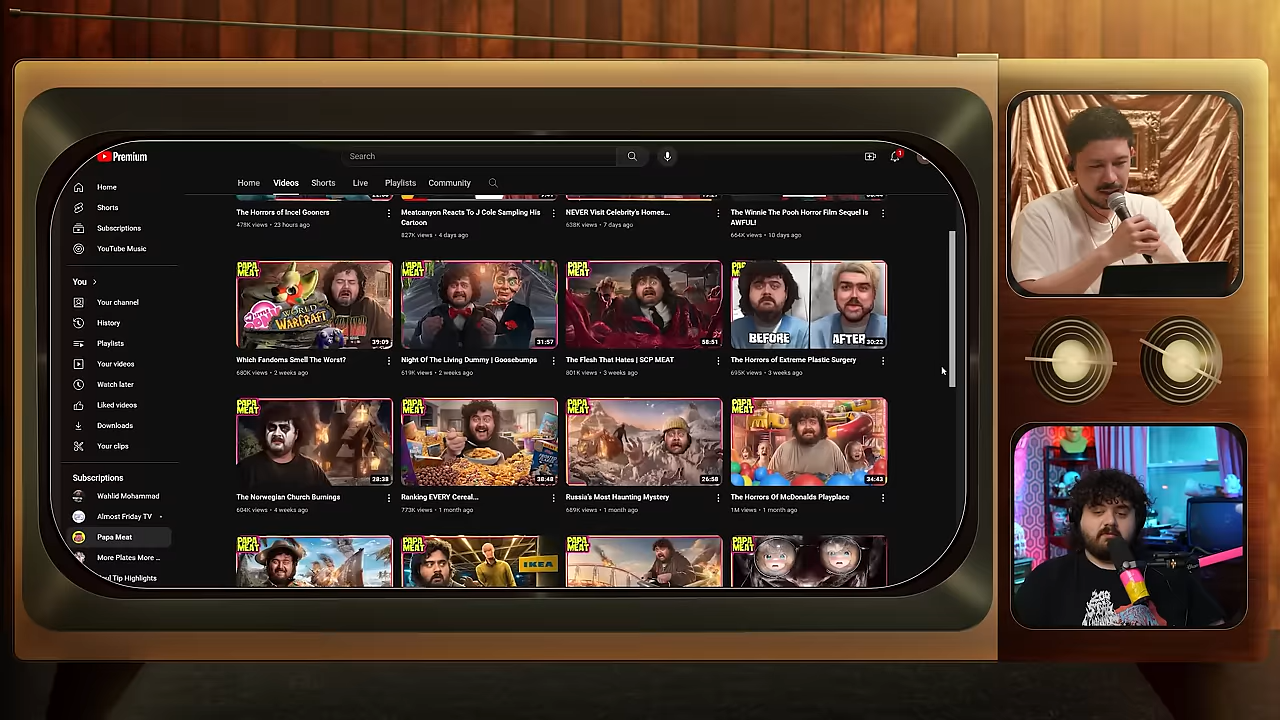 Premium
Search
1
Home
Videos
Shorts
Live
Playlists
Community
Home
Shorts
Subscriptions
YouTube Music
You
Your channel
History
Playlists
Your videos
Watch later
Liked videos
Downloads
Your clips
Subscriptions
Wahlid Mohammad
Almost Friday TV
Papa Meat
More Plates More ...
ul Tip Highlights
The Horrors of Incel Gooners
478K views • 23 hours ago
Meatcanyon Reacts To J Cole Sampling His
Cartoon
827K views • 4 days ago
NEVER Visit Celebrity's Homes...
638K views • 7 days ago
The Winnie The Pooh Horror Film Sequel is
AWFUL!
664K views • 10 days ago
PAPA
MEAT
WORLD
WARCRAFT
39:09
PAPA
MEAT
31:57
PAPA
MEAT
58:51
BEFORE
AFTER
30:22
Which Fandoms Smell The Worst?
680K views • 2 weeks ago
Night Of The Living Dummy | Goosebumps
619K views • 2 weeks ago
The Flesh That Hates | SCP MEAT
801K views • 3 weeks ago
The Horrors of Extreme Plastic Surgery
695K views • 3 weeks ago
PAPA
MEAT
28:38
PAPA
MEAT
38:48
PAPA
MEAT
26:58
PAPA
MEAT
34:43
The Norwegian Church Burnings
604K views • 4 weeks ago
Ranking EVERY Cereal...
773K views • 1 month ago
Russia's Most Haunting Mystery
689K views • 1 month ago
The Horrors Of McDonalds Playplace
1M views • 1 month ago
PAPA
MEAT
PAPA
MEAT
IKEA
PAPA
MEAT
PAPA
MEAT